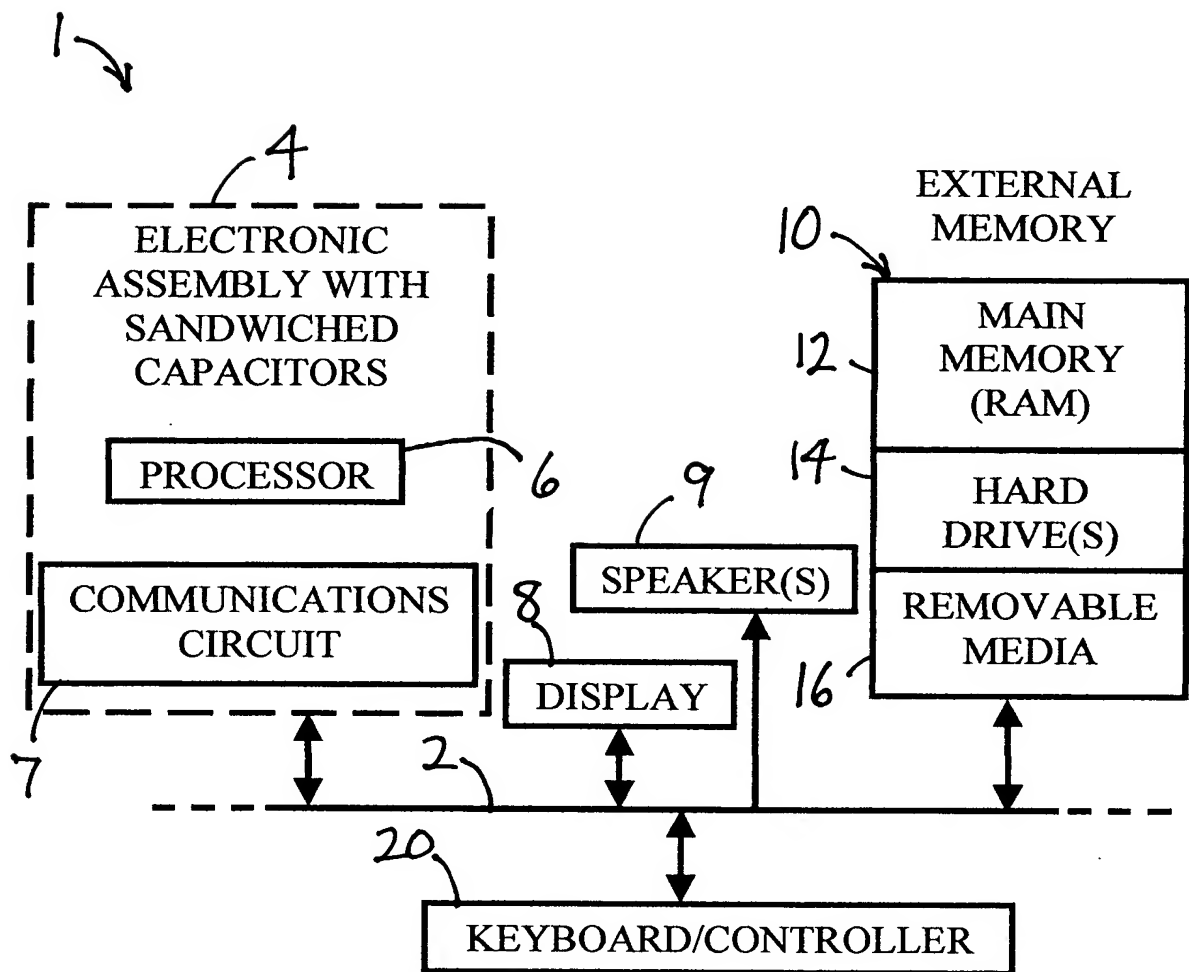 1
4
ELECTRONIC
ASSEMBLY WITH
SANDWICHED
CAPACITORS
PROCESSOR
6
COMMUNICATIONS
CIRCUIT
7
8
DISPLAY
9
SPEAKER(S)
EXTERNAL
MEMORY
10
12
MAIN
MEMORY
(RAM)
14
HARD
DRIVE(S)
16
REMOVABLE
MEDIA
2
20
KEYBOARD/CONTROLLER